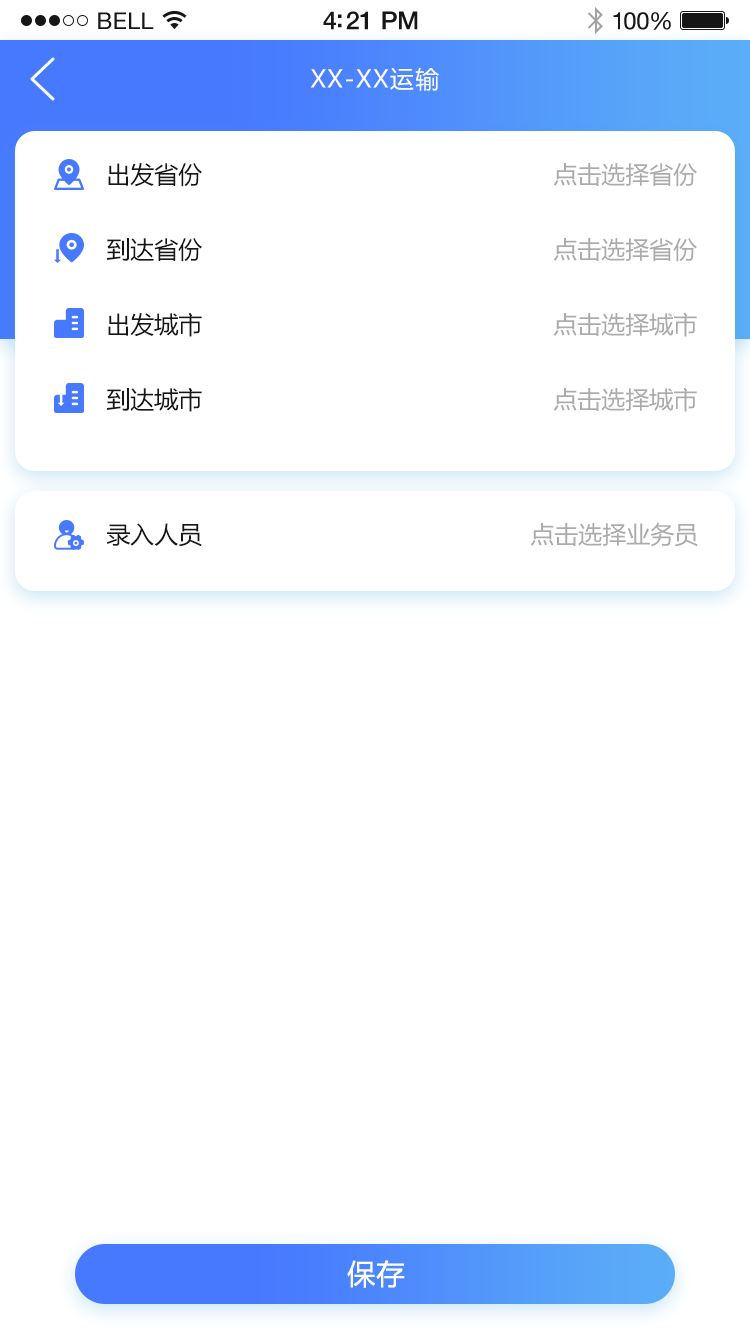 BELL 4:21 PM 100%
XX-XX运输
出发省份 点击选择省份
到达省份 点击选择省份
出发城市 点击选择城市
到达城市 点击选择城市
录入人员 点击选择业务员
保存